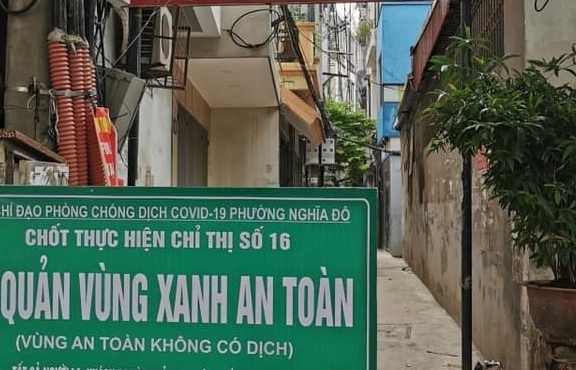 CHỈ ĐẠO PHÒNG CHỐNG DỊCH COVID-19 PHƯỜNG NGHĨA ĐÔ
CHỐT THỰC HIỆN CHỈ THỊ SỐ 16
QUẢN VÙNG XANH AN TOÀN
(VÙNG AN TOÀN KHÔNG CÓ DỊCH)